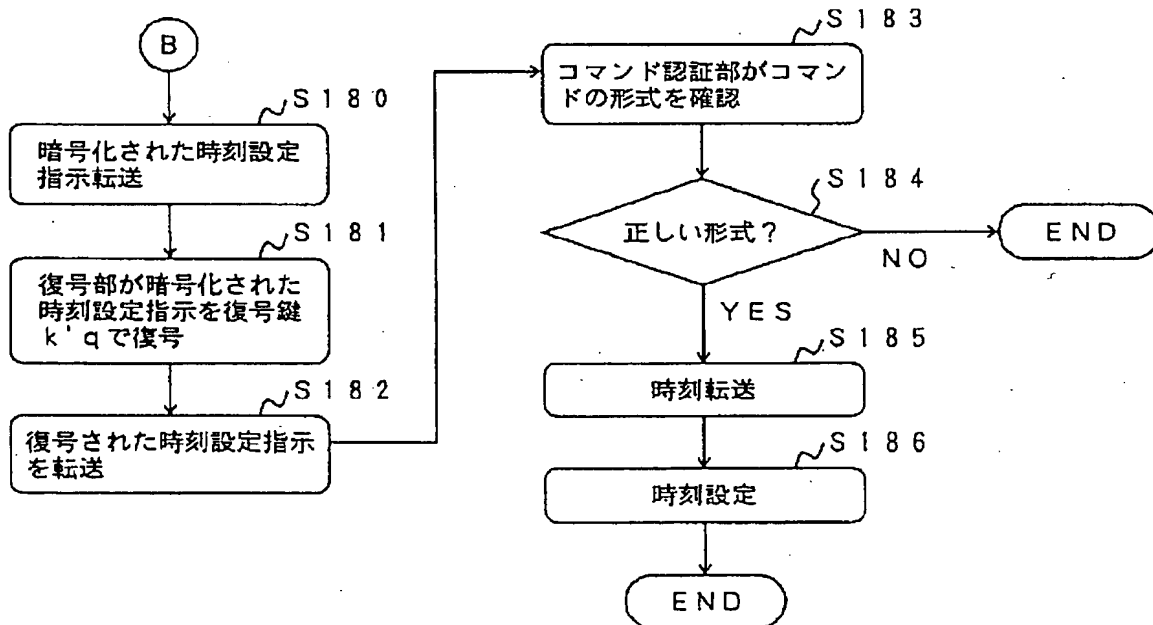 B
S180
暗号化された時刻設定
指示転送
S181
復号部が暗号化された
時刻設定指示を復号鍵
k'qで復号
S182
復号された時刻設定指示
を転送
S183
コマンド認証部がコマン
ドの形式を確認
S184
正しい形式？
NO
END
YES
S185
時刻転送
S186
時刻設定
END